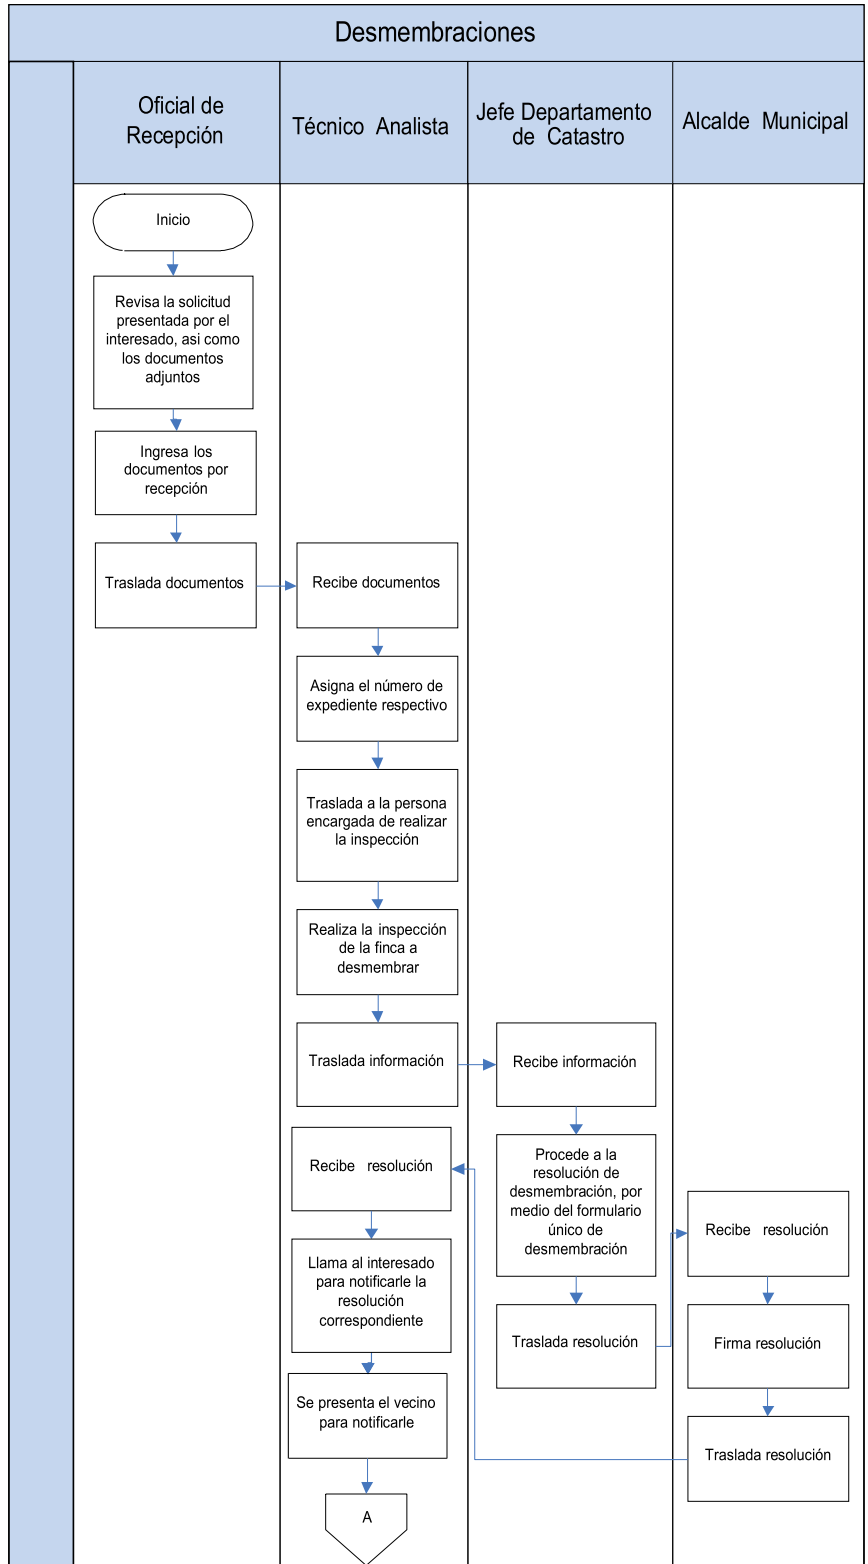 Desmembraciones
Oficial de
Recepción
Técnico Analista
Jefe Departamento
de Catastro
Alcalde Municipal
Inicio
Revisa la solicitud
presentada por el
interesado, asi como
los documentos
adjuntos
Ingresa los
documentos por
recepción
Traslada documentos
Recibe documentos
Asigna el número de
expediente respectivo
Traslada a la persona
encargada de realizar
la inspección
Realiza la inspección
de la finca a
desmembrar
Traslada información
Recibe información
Procede a la
resolución de
desmembración, por
medio del formulario
único de
desmembración
Traslada resolución
Recibe resolución
Firma resolución
Traslada resolución
Recibe resolución
Llama al interesado
para notificarle la
resolución
correspondiente
Se presenta el vecino
para notificarle
A